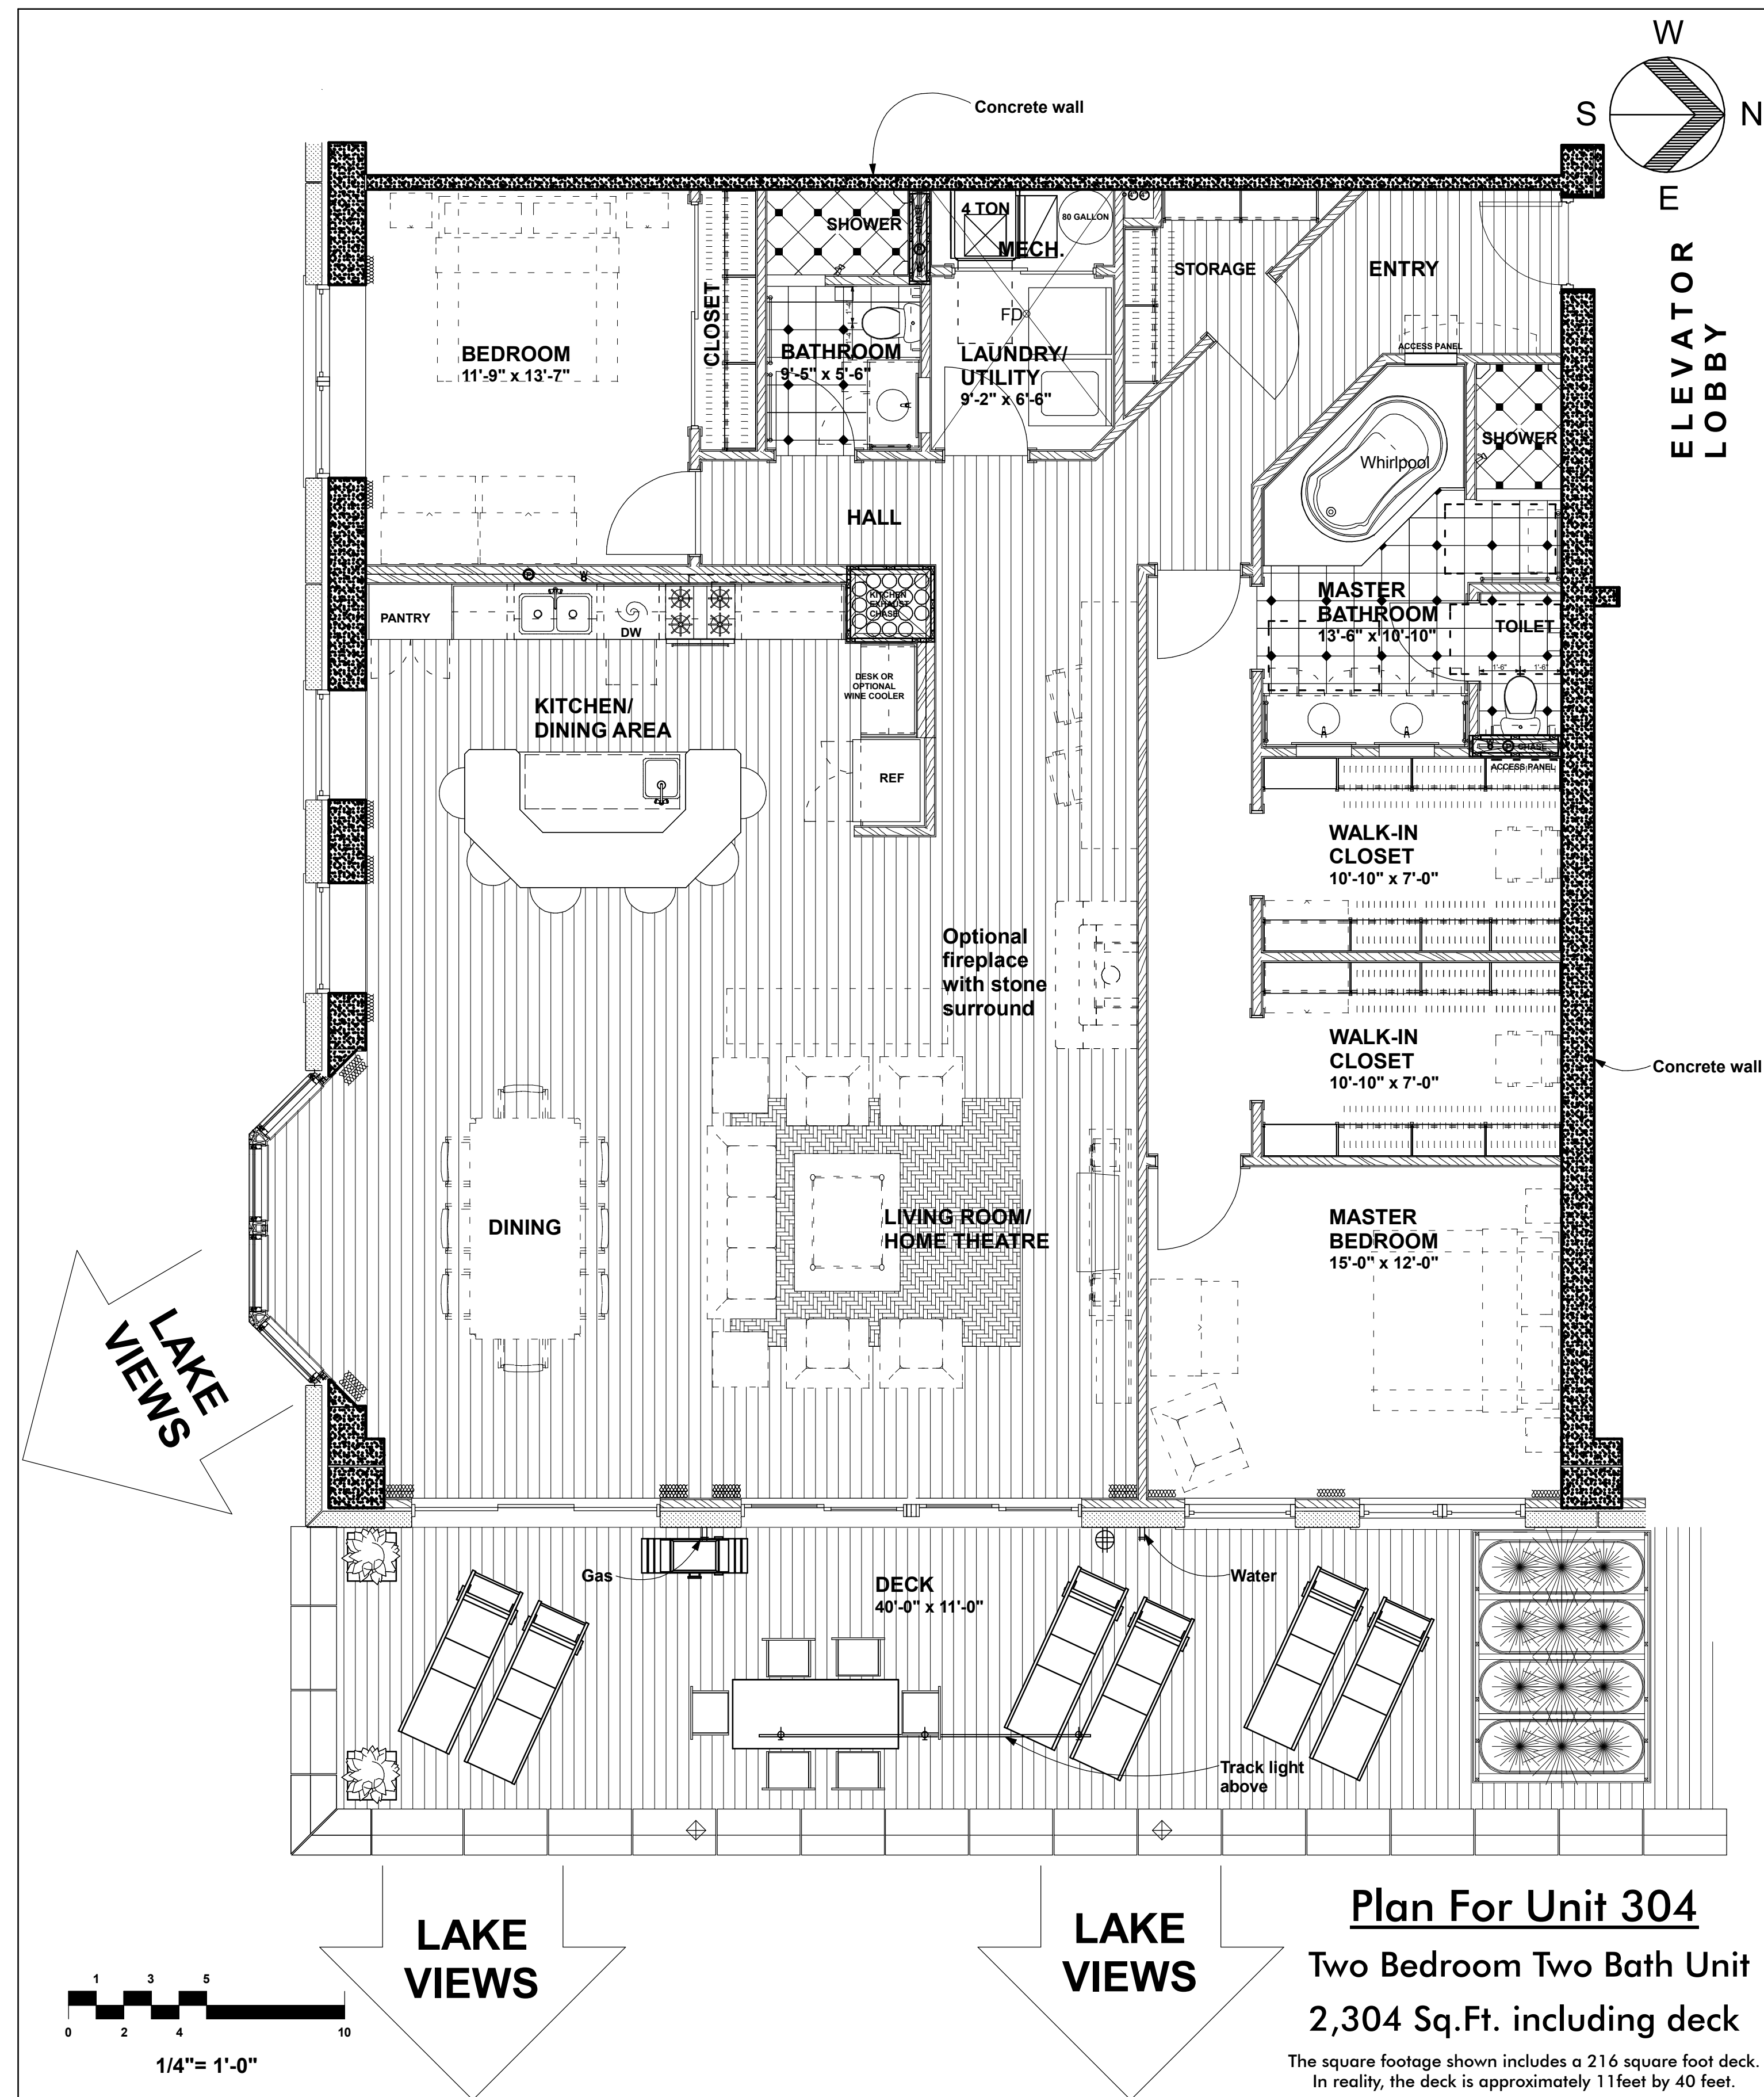 W
S
N
E
Concrete wall
ELEVATOR
LOBBY
SHOWER
CHASE
4 TON
80 GALLON
MECH.
STORAGE
ENTRY
FD
CLOSET
BEDROOM
11'-9" x 13'-7"
BATHROOM
9'-5" x 5'-6"
LAUNDRY/
UTILITY
9'-2" x 6'-6"
ACCESS PANEL
SHOWER
Whirlpool
HALL
PANTRY
DW
KITCHEN
EXHAUST
CHASE
MASTER
BATHROOM
13'-6" x 10'-10"
TOILET
1'-6"
1'-6"
DESK OR
OPTIONAL
WINE COOLER
KITCHEN/
DINING AREA
REF
CHASE
ACCESS PANEL
WALK-IN
CLOSET
10'-10" x 7'-0"
Optional
fireplace
with stone
surround
WALK-IN
CLOSET
10'-10" x 7'-0"
Concrete wall
DINING
LIVING ROOM/
HOME THEATRE
MASTER
BEDROOM
15'-0" x 12'-0"
LAKE
VIEWS
Gas
DECK
40'-0" x 11'-0"
Water
Track light
above
LAKE
VIEWS
LAKE
VIEWS
Plan For Unit 304
Two Bedroom Two Bath Unit
2,304 Sq.Ft. including deck
The square footage shown includes a 216 square foot deck.
In reality, the deck is approximately 11feet by 40 feet.
1 3 5
0 2 4 10
1/4"= 1'-0"